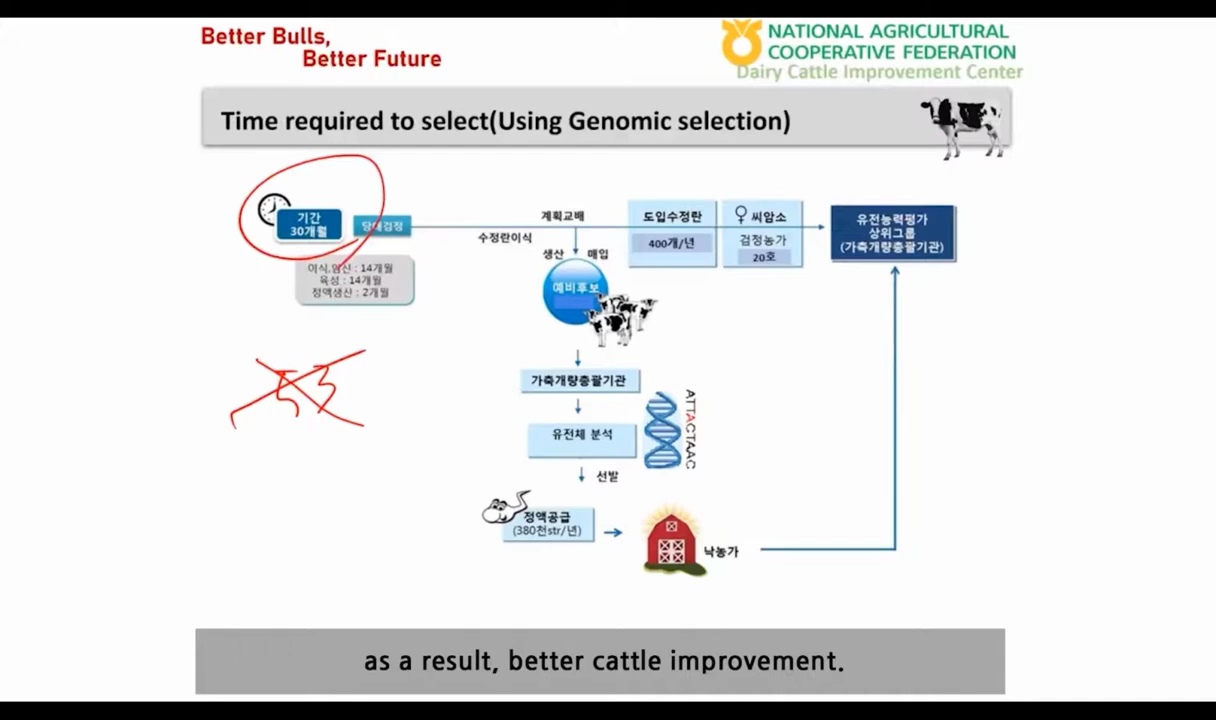 Better Bulls,
Better Future
NATIONAL AGRICULTURAL
COOPERATIVE FEDERATION
Dairy Cattle Improvement Center
Time required to select(Using Genomic selection)
기간
30개월
당대검정
이식.임신 : 14개월
육성 : 14개월
정액생산 : 2개월
계획교배
수정란이식
생산 매입
예비후보
도입수정란
400개/년
♀ 씨암소
검정농가
20호
유전능력평가
상위그룹
(가축개량총괄기관)
53
가축개량총괄기관
유전체 분석
ATTACTAAC
선발
정액공급
(380천str/년)
낙농가
as a result, better cattle improvement.